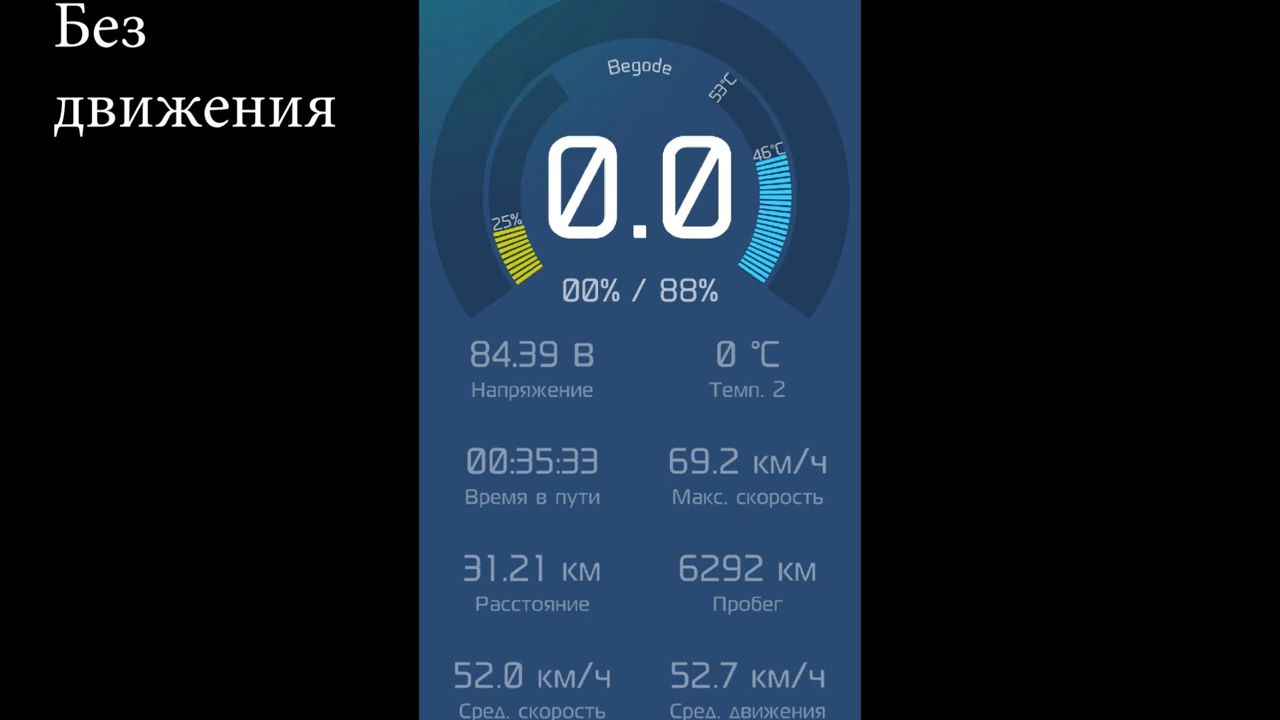 Без
движения
Begode
53°C
46°C
25%
0.0
00% / 88%
84.39 В
0 °C
Напряжение
Темп. 2
00:35:33
69.2 км/ч
Время в пути
Макс. скорость
31.21 км
6292 км
Расстояние
Пробег
52.0 км/ч
52.7 км/ч
Сред. скорость
Сред. движения